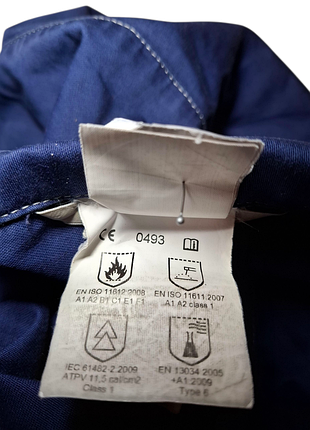 CE 0493
EN ISO 11612:2008
A1 A2 B1 C1 E1 F1
EN ISO 11611:2007
A1 A2 class 1
IEC 61482-2:2009
ATPV 11,5 cal/cm2
Class 1
EN 13034:2005
+A1:2009
Type 6